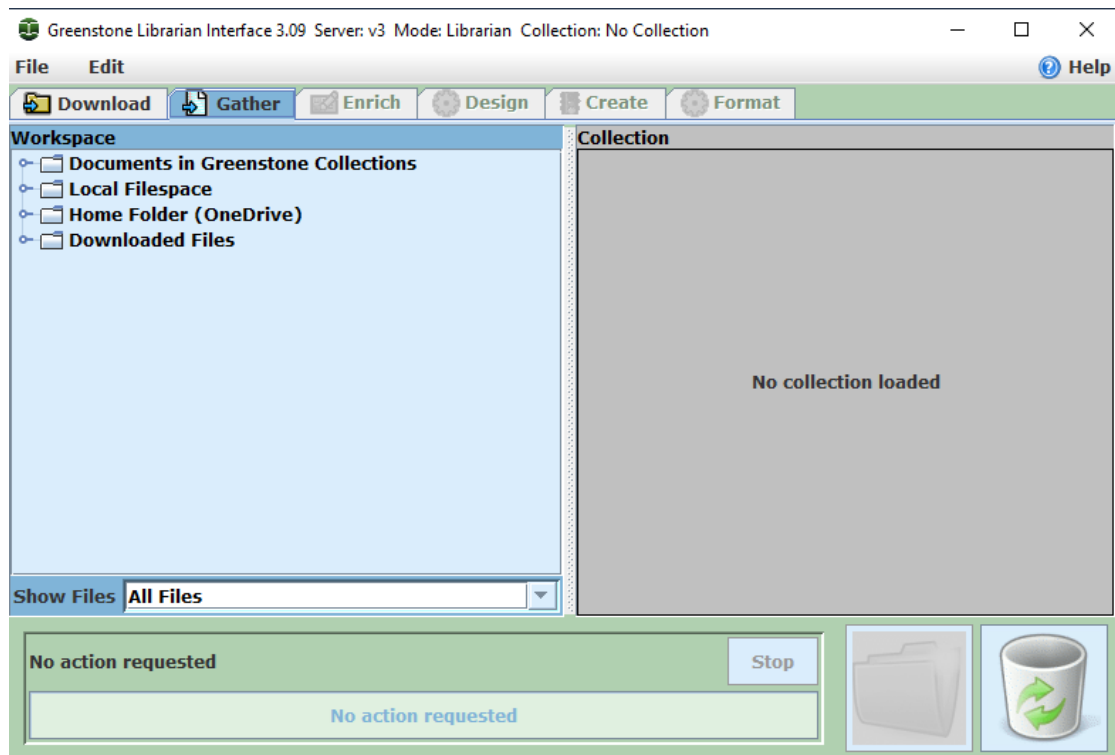 Greenstone Librarian Interface 3.09 Server: v3 Mode: Librarian Collection: No Collection
File Edit Help
Download Gather Enrich Design Create Format
Workspace
Documents in Greenstone Collections
Local Filespace
Home Folder (OneDrive)
Downloaded Files
Show Files All Files
Collection
No collection loaded
No action requested Stop
No action requested